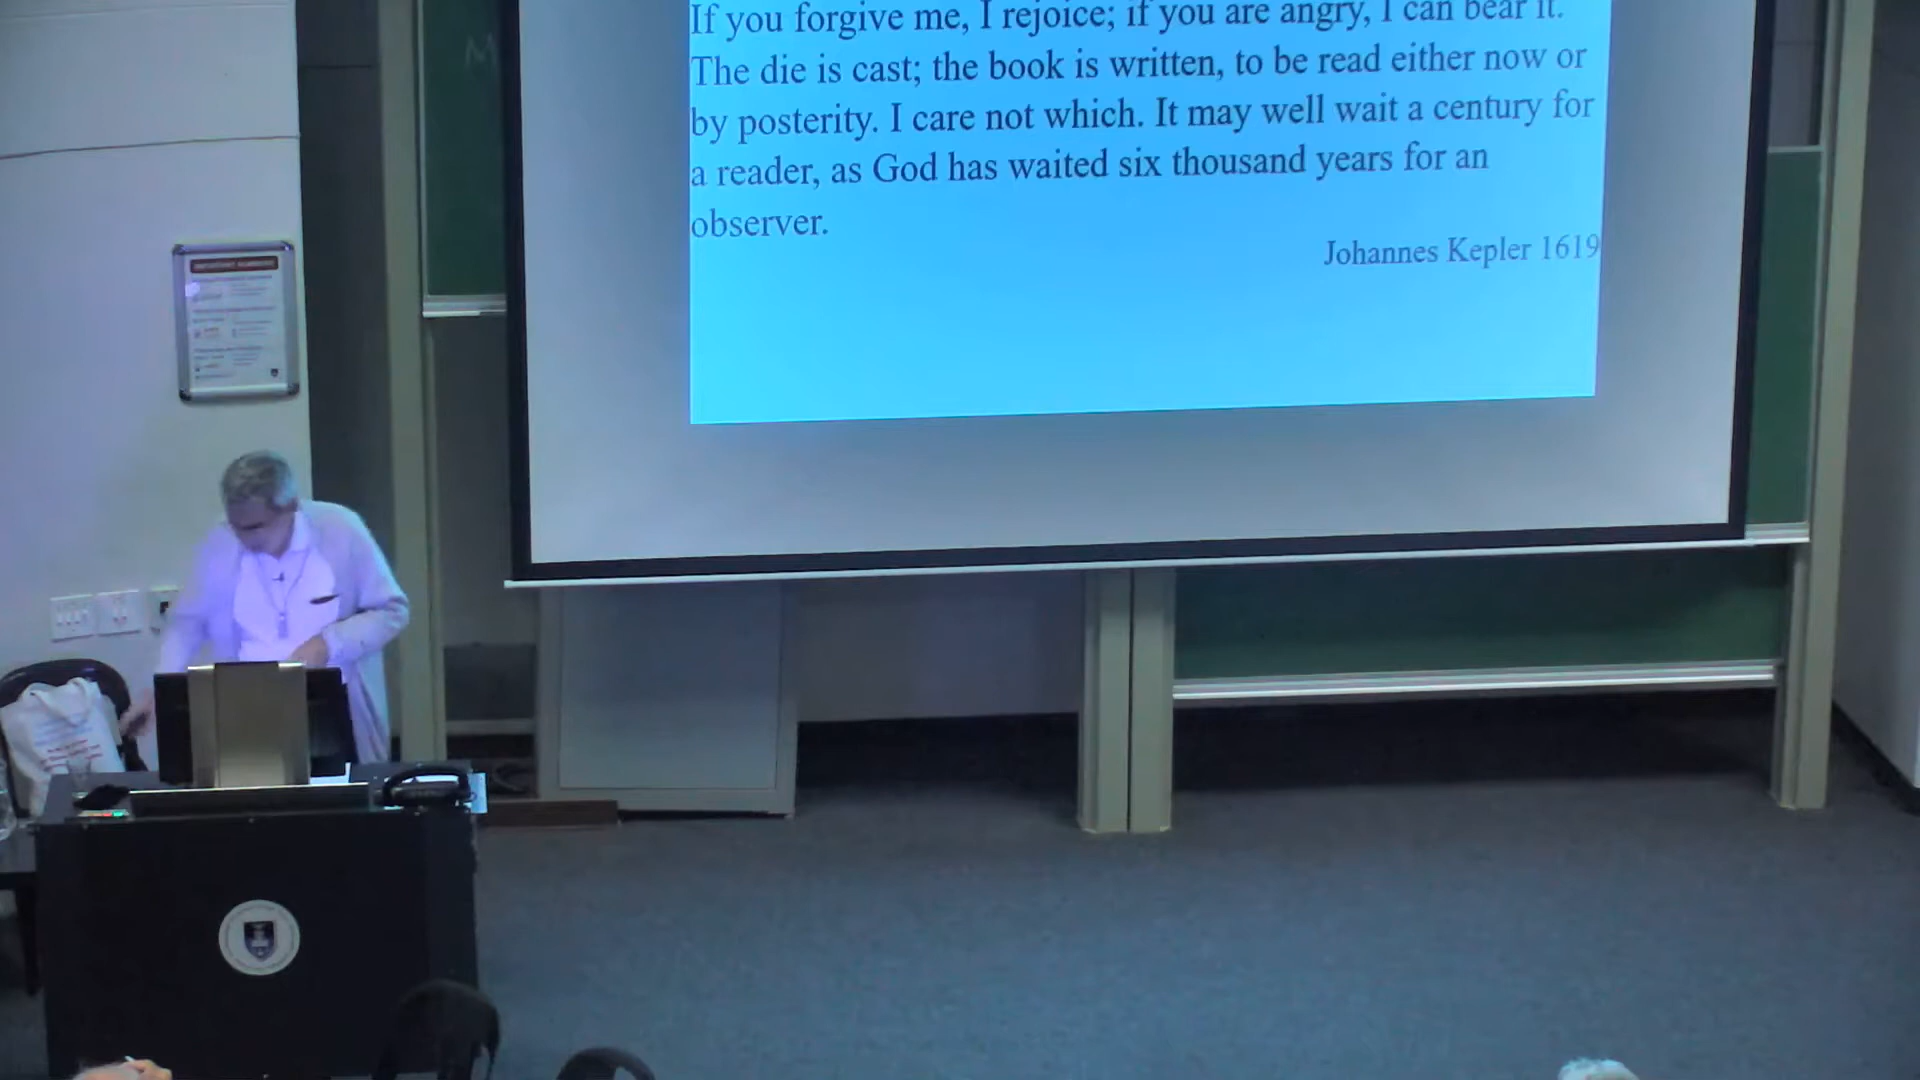 If you forgive me, I rejoice; if you are angry, I can bear it.
The die is cast; the book is written, to be read either now or
by posterity. I care not which. It may well wait a century for
a reader, as God has waited six thousand years for an
observer.
Johannes Kepler 1619
M
IMPORTANT NUMBERS